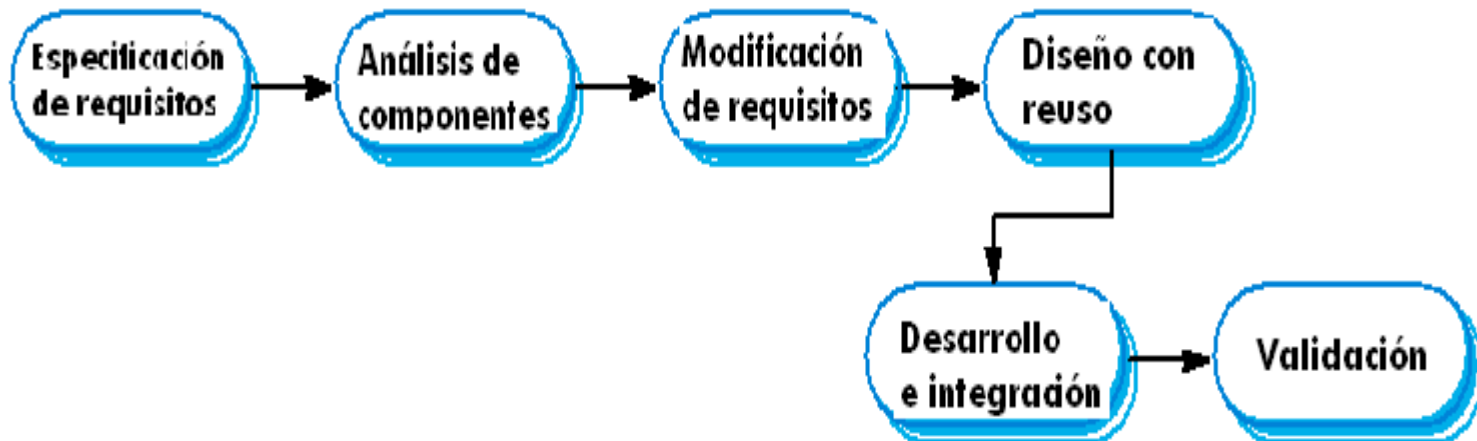 Especificación
de requisitos
Análisis de
componentes
Modificación
de requisitos
Diseño con
reuso
Desarrollo
e integración
Validación